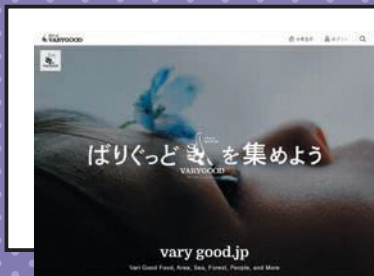 VARYGOOD
ばりぐっど を集めよう
VARYGOOD
vary good.jp
Vari Good Food, Area, Sea, Forest, People, and More